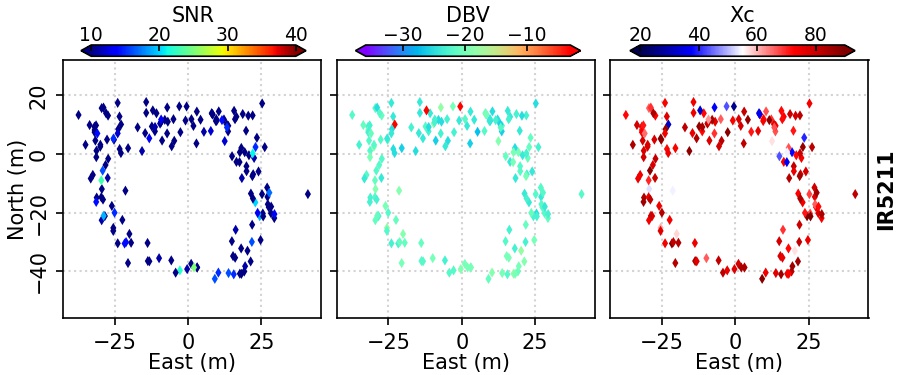 SNR DBV Xc
10 20 30 40 −30 −20 −10 20 40 60 80
North (m)
20
0
−20
−40
−25 0 25 −25 0 25 −25 0 25
East (m) East (m) East (m)
IR5211